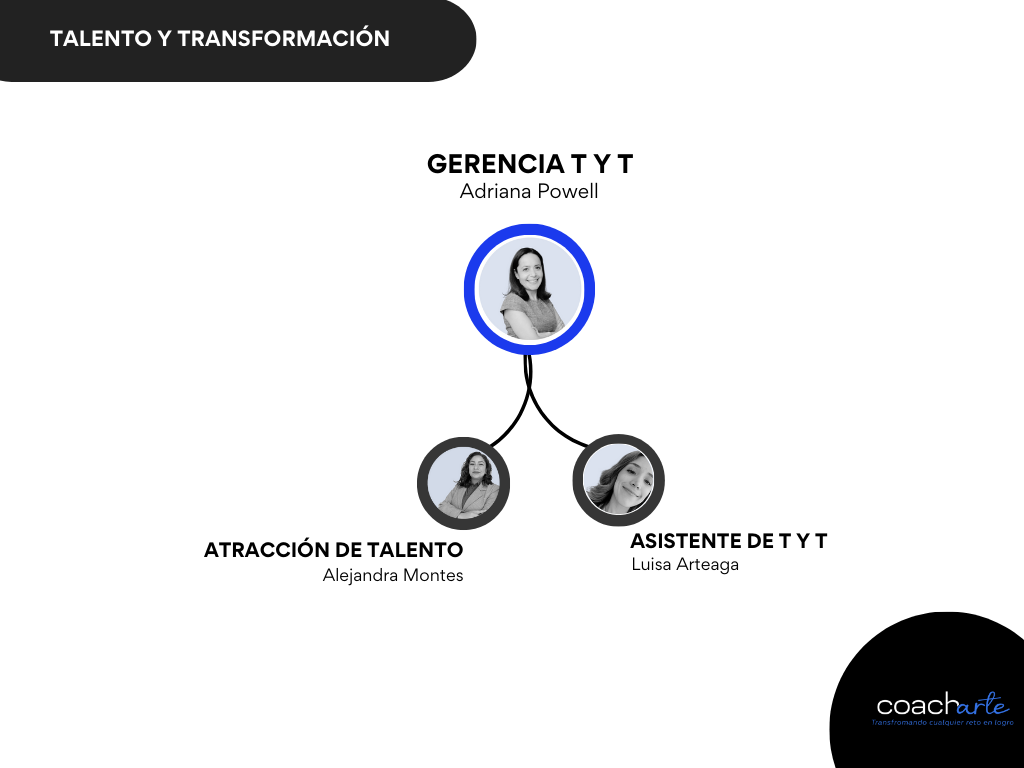 TALENTO Y TRANSFORMACIÓN
GERENCIA T Y T
Adriana Powell
ATRACCIÓN DE TALENTO
Alejandra Montes
ASISTENTE DE T Y T
Luisa Arteaga
coacharte
Transfromando cualquier reto en logro